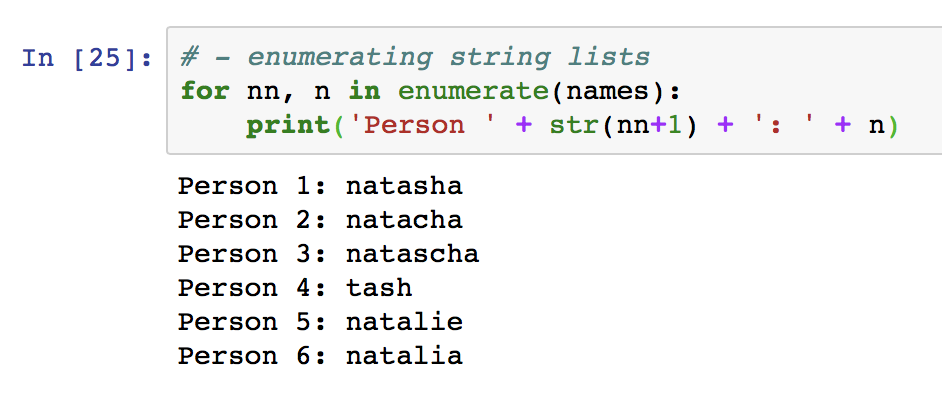 In [25]: # - enumerating string lists
for nn, n in enumerate(names):
    print('Person ' + str(nn+1) + ': ' + n)
Person 1: natasha
Person 2: natacha
Person 3: natascha
Person 4: tash
Person 5: natalie
Person 6: natalia